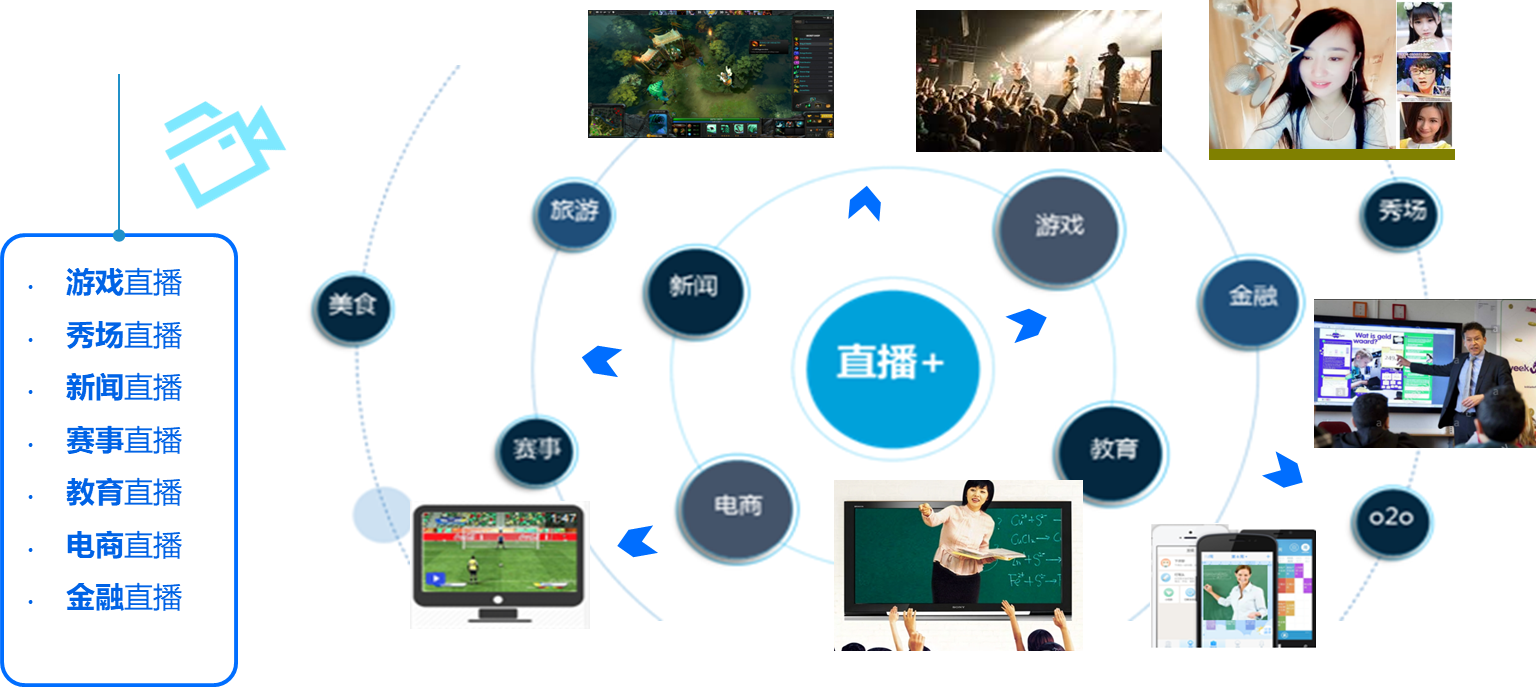 游戏直播
秀场直播
新闻直播
赛事直播
教育直播
电商直播
金融直播
旅游
游戏
秀场
新闻
金融
美食
直播+
赛事
教育
电商
o2o
Wat is geld
waard?
1:47